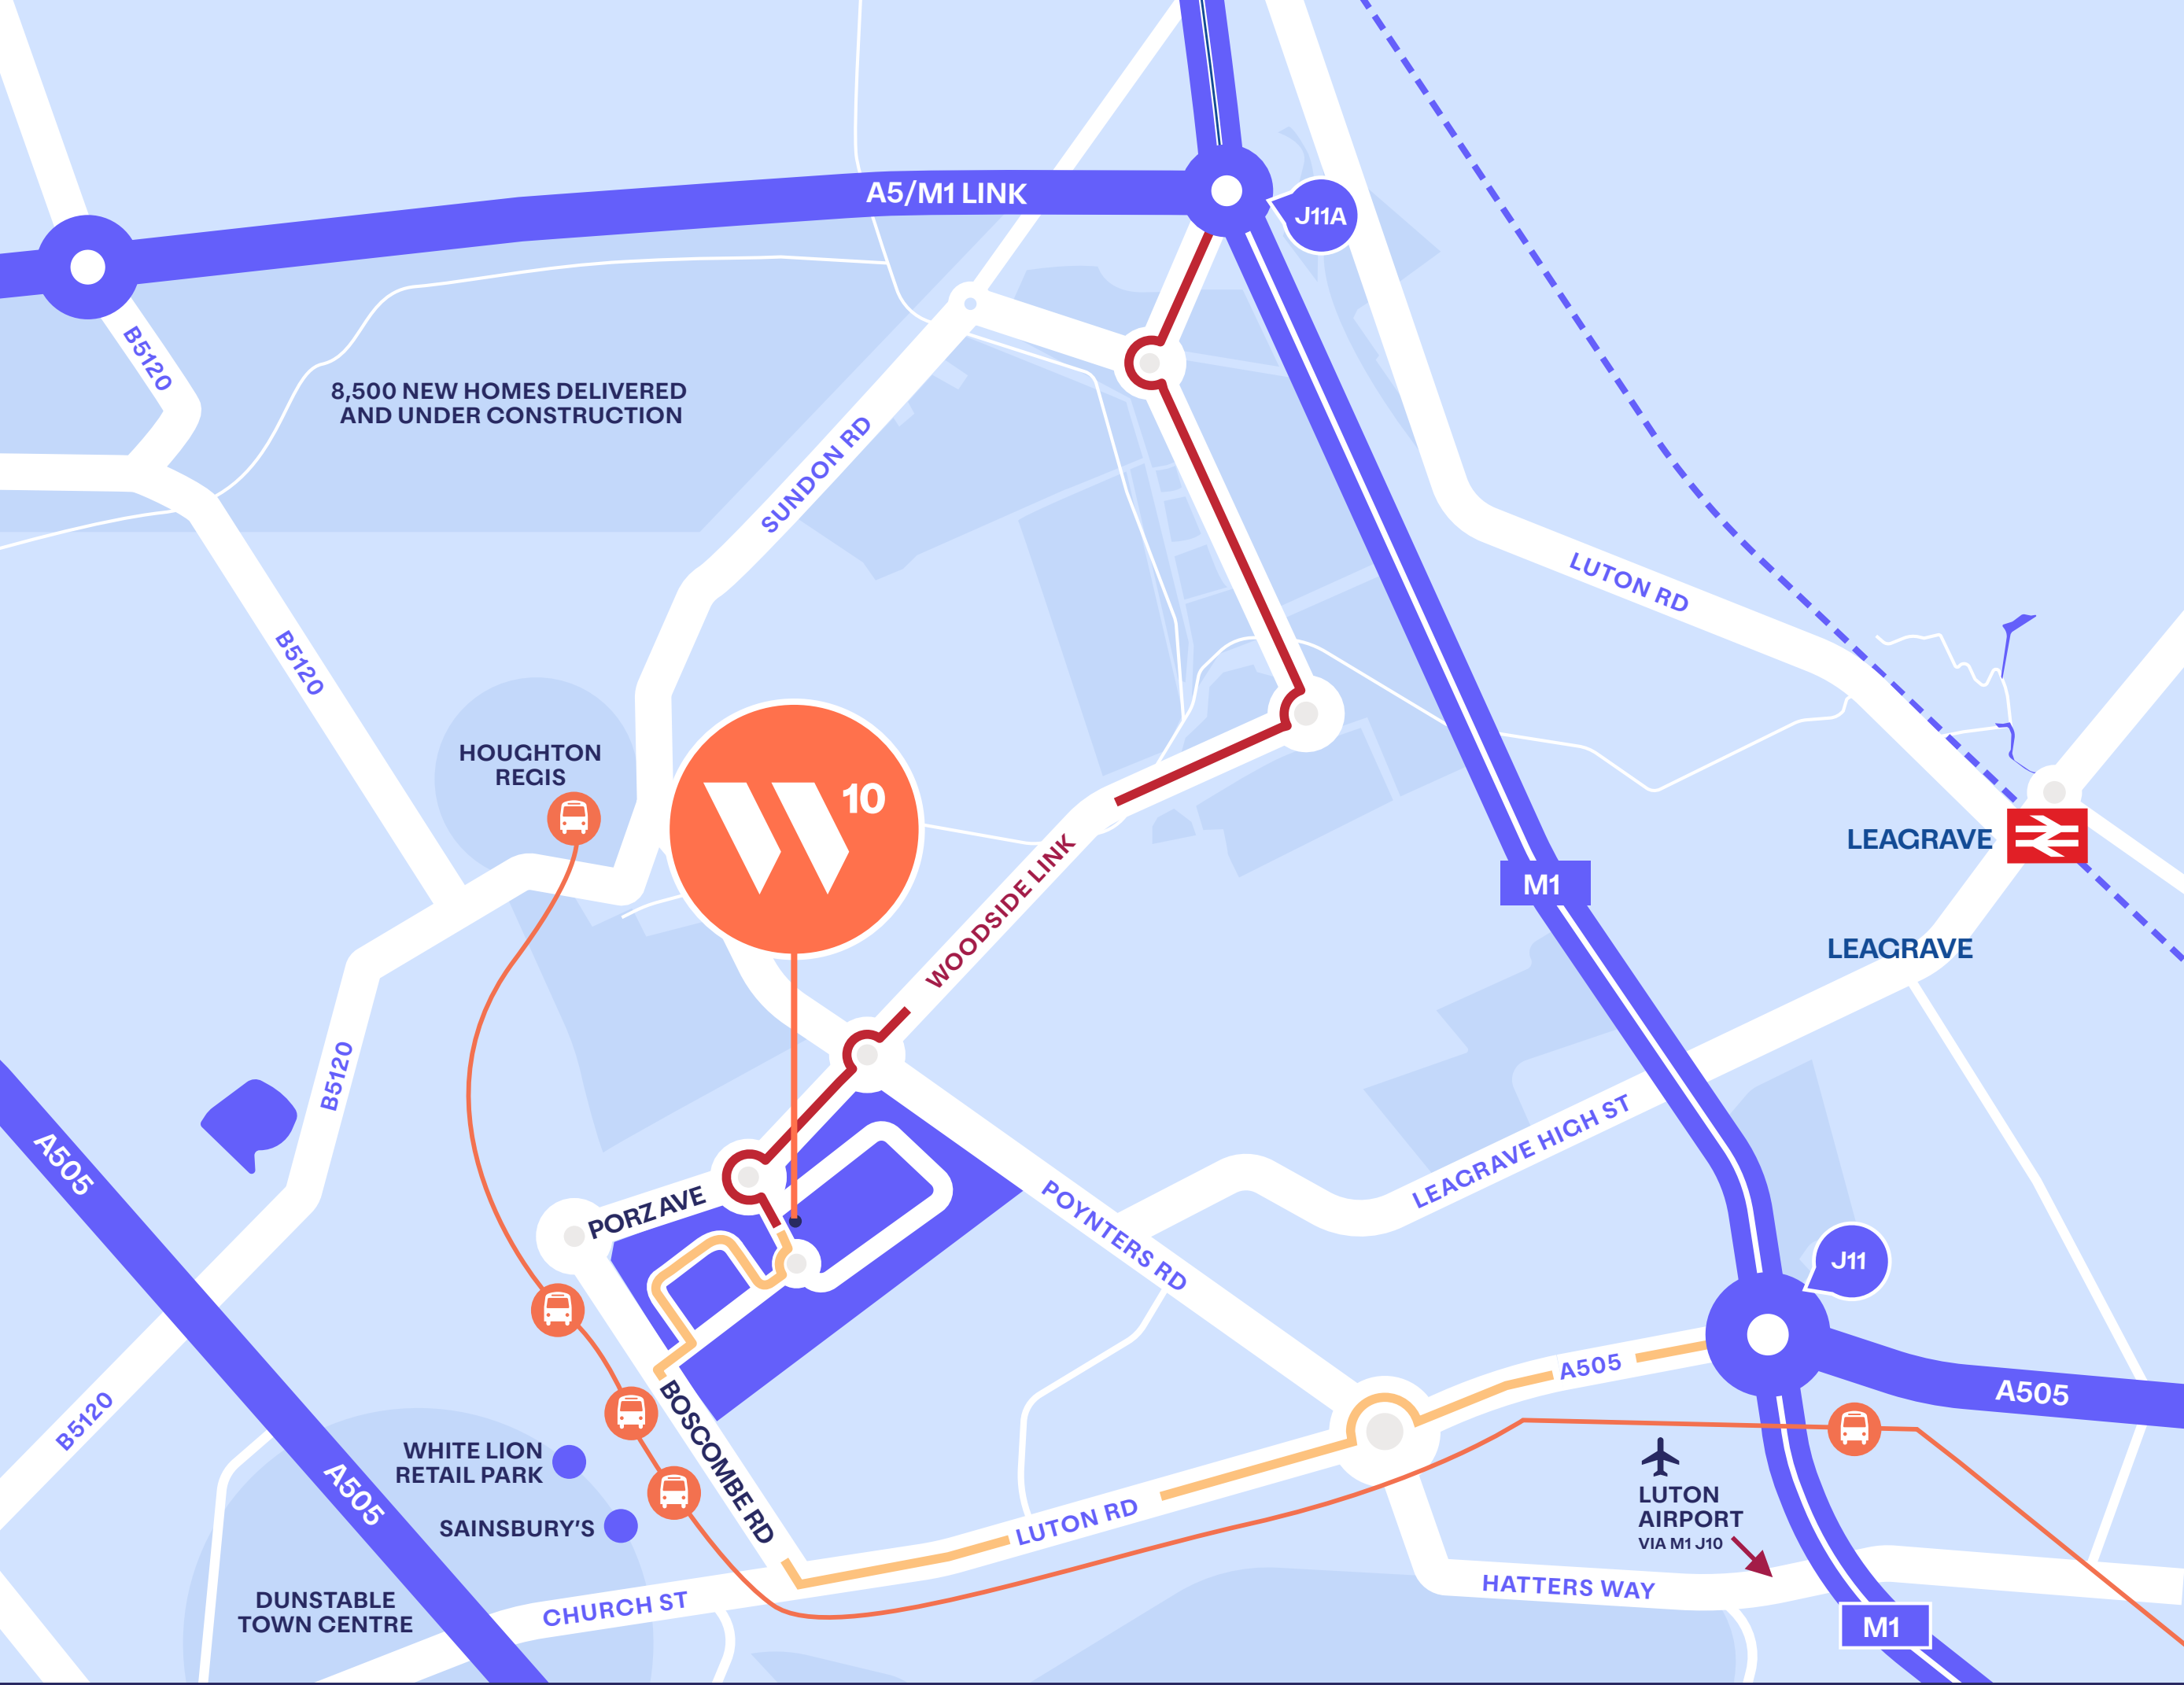 A5/M1 LINK
J11A
B5120
8,500 NEW HOMES DELIVERED
AND UNDER CONSTRUCTION
SUNDON RD
LUTON RD
B5120
HOUGHTON
REGIS
10
LEAGRAVE
M1
WOODSIDE LINK
LEAGRAVE
B5120
A505
LEAGRAVE HIGH ST
PORZ AVE
POYNTERS RD
J11
A505
A505
B5120
BOSCOMBE RD
WHITE LION
RETAIL PARK
A505
SAINSBURY'S
LUTON RD
LUTON
AIRPORT
VIA M1 J10
HATTERS WAY
CHURCH ST
DUNSTABLE
TOWN CENTRE
M1